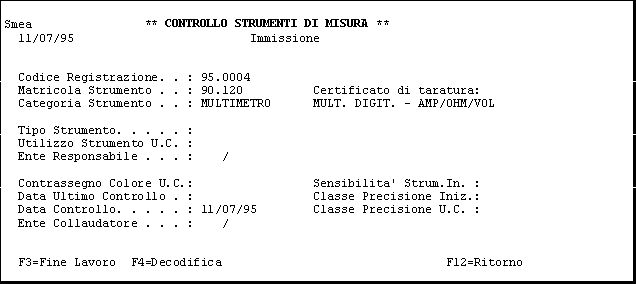 Smea ** CONTROLLO STRUMENTI DI MISURA **
11/07/95 Immissione
Codice Registrazione. . : 95.0004
Matricola Strumento . . : 90.120 Certificato di taratura:
Categoria Strumento . . : MULTIMETRO MULT. DIGIT. - AMP/OHM/VOL
Tipo Strumento. . . . . :
Utilizzo Strumento U.C. :
Ente Responsabile . . . : /
Contrassegno Colore U.C.: Sensibilita' Strum.In. :
Data Ultimo Controllo . : Classe Precisione Iniz.:
Data Controllo. . . . . : 11/07/95 Classe Precisione U.C. :
Ente Collaudatore . . . : /
F3=Fine Lavoro F4=Decodifica F12=Ritorno